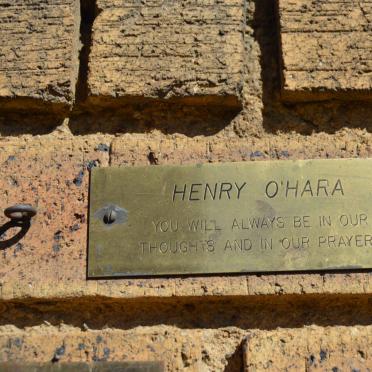 HENRY O'HARA
YOU WILL ALWAYS BE IN OUR
THOUGHTS AND IN OUR PRAYER